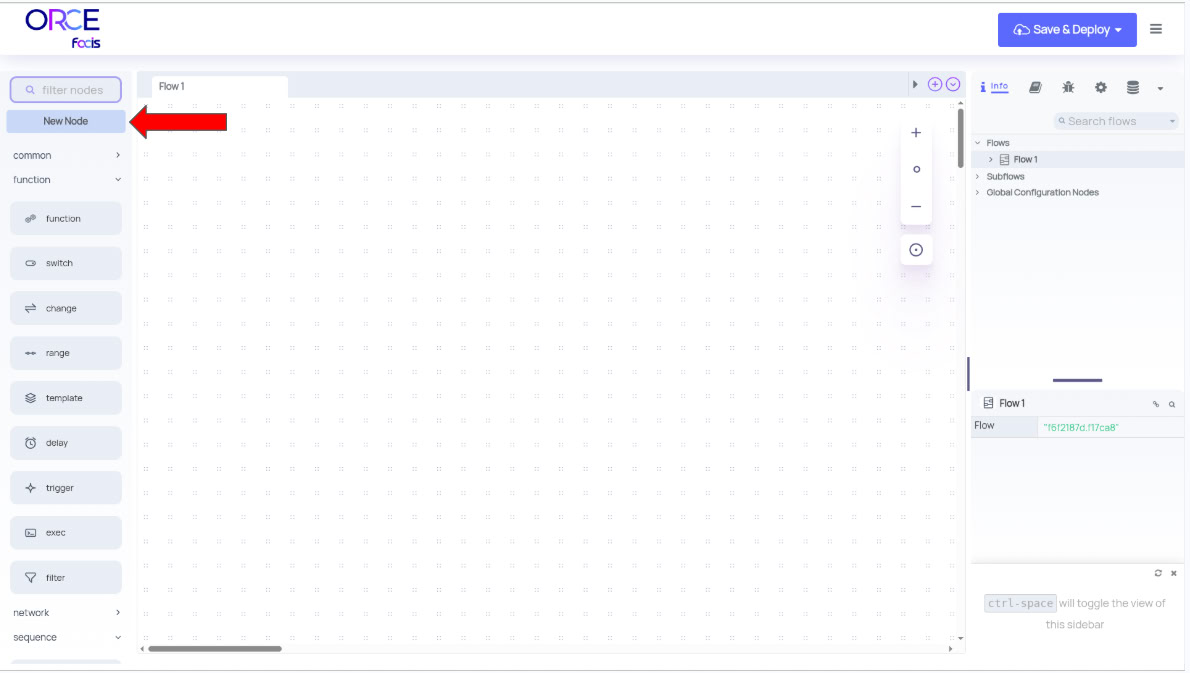 ORCE
Facis
Save & Deploy
filter nodes
New Node
common
function
function
switch
change
range
template
delay
trigger
exec
filter
network
sequence
Flow 1
Info
Search flows
Flows
Flow 1
Subflows
Global Configuration Nodes
Flow 1
Flow "f6f2187d.f17ca8"
ctrl-space will toggle the view of
this sidebar